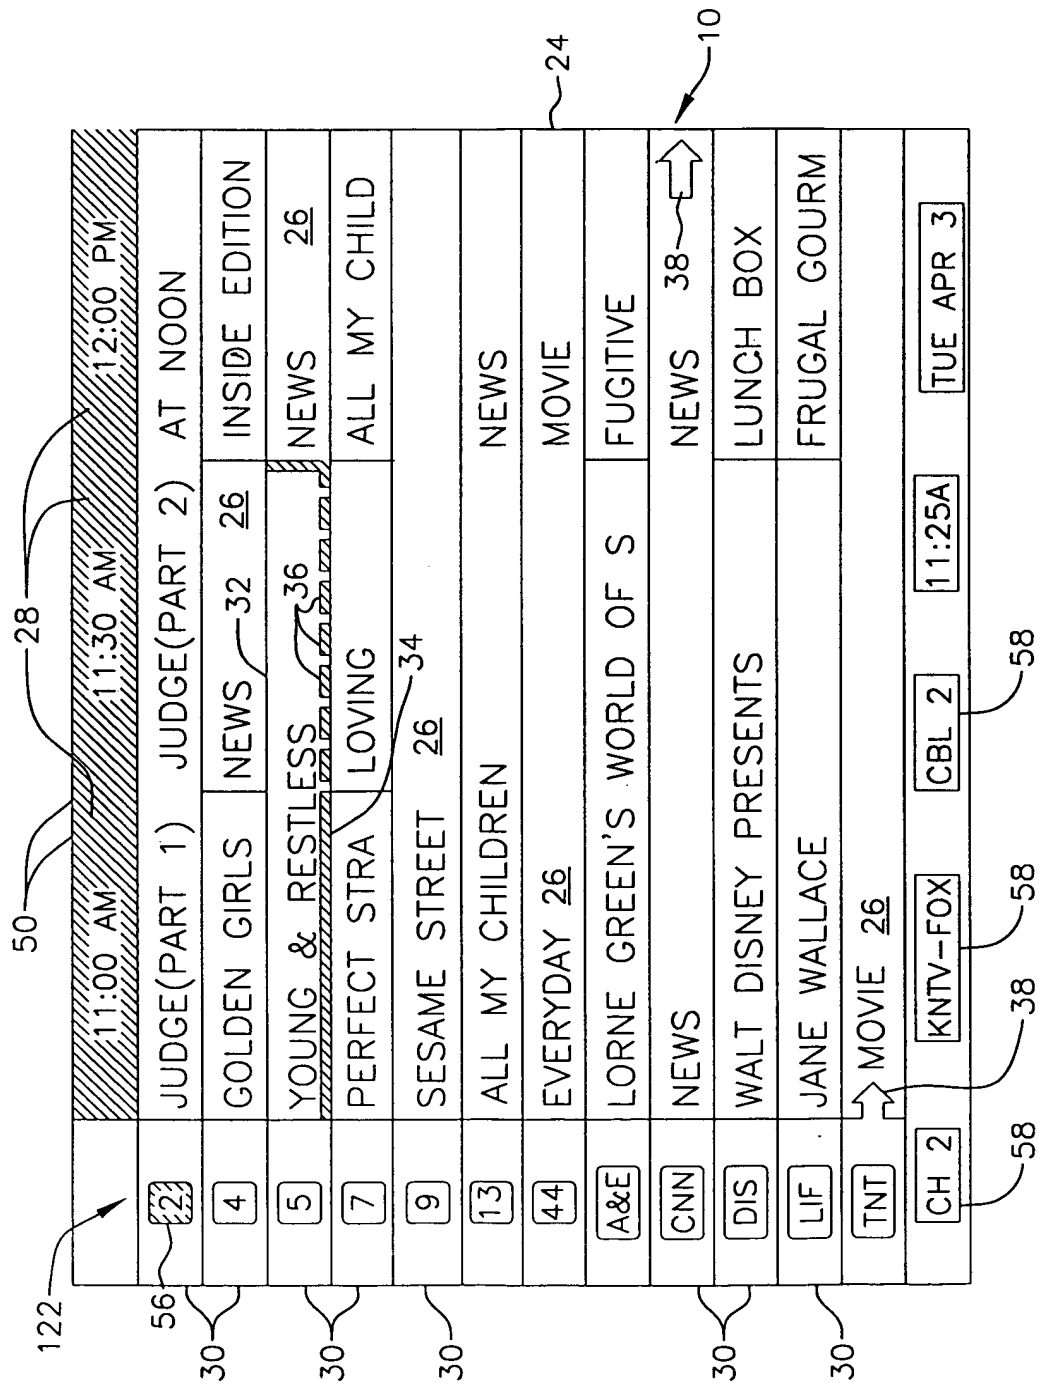 50
28
122
11:00 AM 11:30 AM 12:00 PM
56
2 JUDGE(PART 1) JUDGE(PART 2) AT NOON
30
4 GOLDEN GIRLS NEWS 32 26 INSIDE EDITION
5 YOUNG & RESTLESS 36 NEWS 26
30
7 PERFECT STRA LOVING 34 ALL MY CHILD
30
9 SESAME STREET 26
13 ALL MY CHILDREN NEWS
44 EVERYDAY 26 MOVIE
24
A&E LORNE GREEN'S WORLD OF S FUGITIVE
CNN NEWS NEWS 38
10
30
DIS WALT DISNEY PRESENTS LUNCH BOX
30
LIF JANE WALLACE FRUGAL GOURM
TNT MOVIE 26
CH 2 KNTV-FOX CBL 2 11:25A TUE APR 3
58 38 58 58